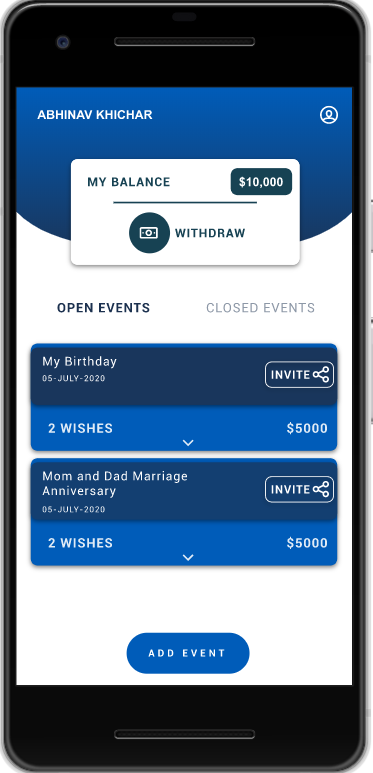 ABHINAV KHICHAR
MY BALANCE
$10,000
WITHDRAW
OPEN EVENTS
CLOSED EVENTS
My Birthday
05-JULY-2020
INVITE
2 WISHES
$5000
Mom and Dad Marriage
Anniversary
05-JULY-2020
INVITE
2 WISHES
$5000
ADD EVENT